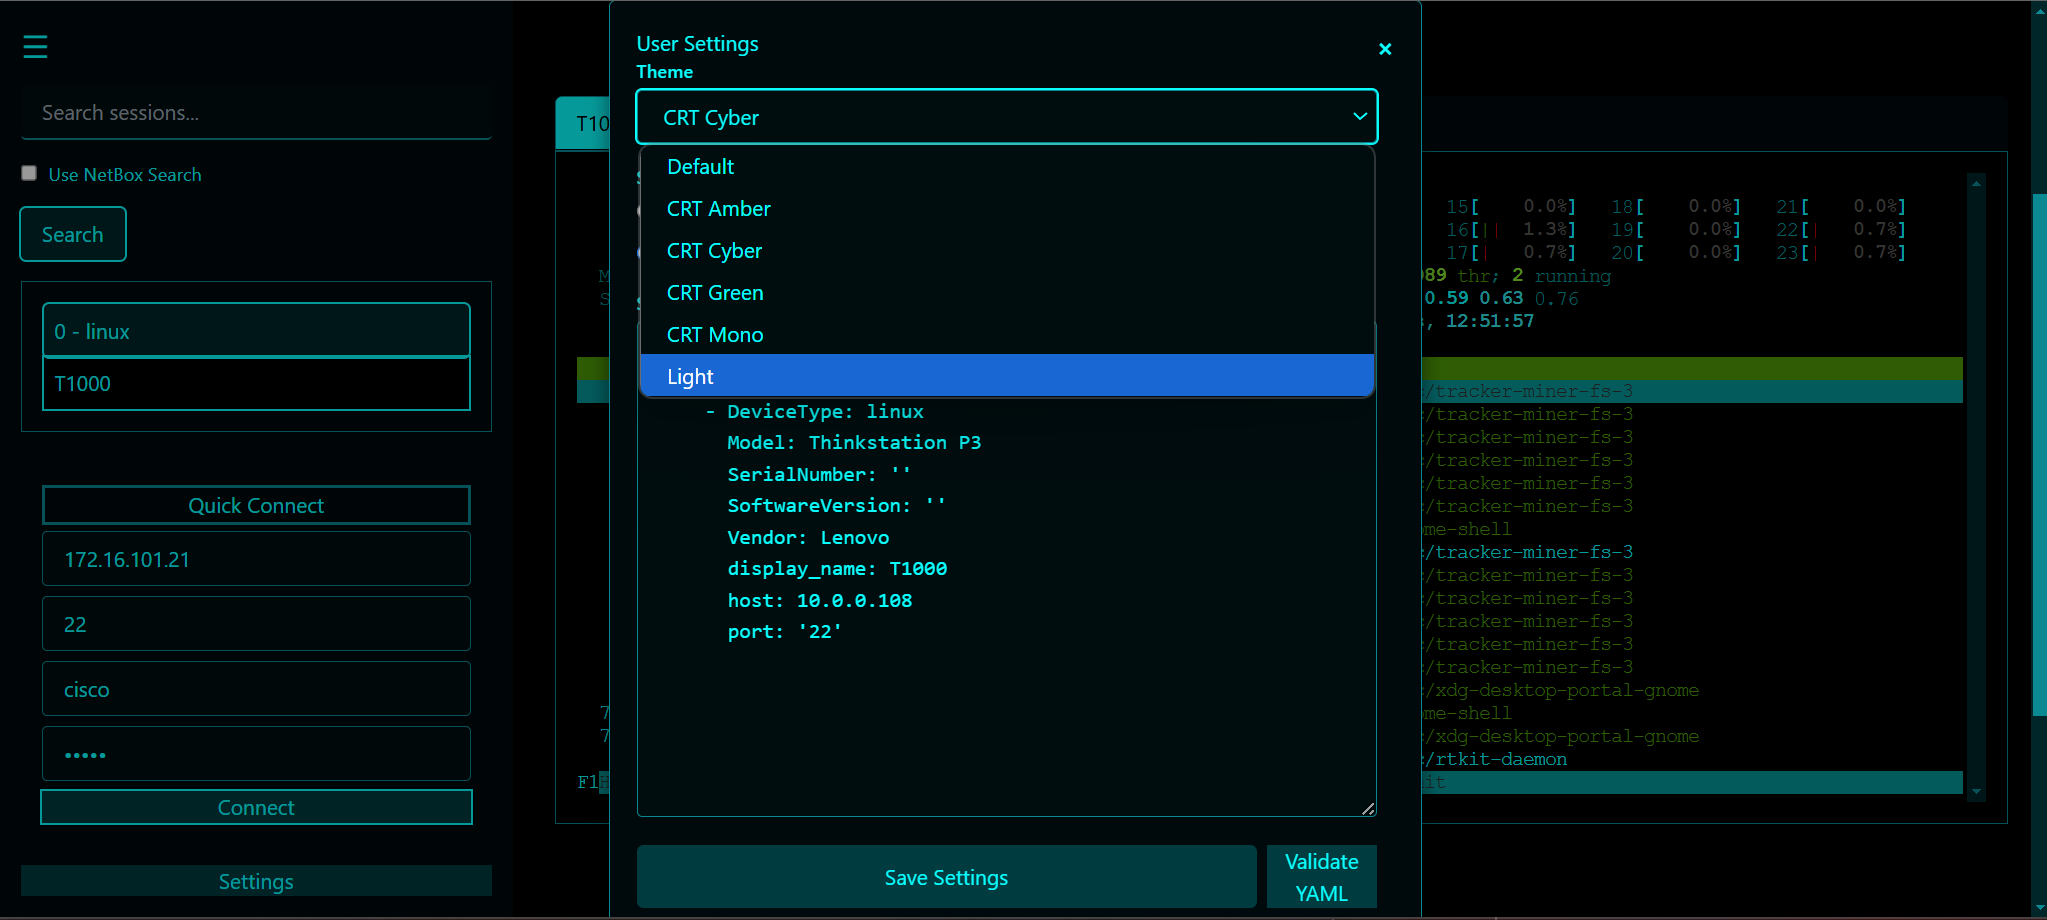 ☰
Search sessions...
Use NetBox Search
Search
0 - linux
T1000
Quick Connect
172.16.101.21
22
cisco
•••••
Connect
Settings
User Settings
×
Theme
CRT Cyber
Default
CRT Amber
CRT Cyber
CRT Green
CRT Mono
Light
- DeviceType: linux
Model: Thinkstation P3
SerialNumber: ''
SoftwareVersion: ''
Vendor: Lenovo
display_name: T1000
host: 10.0.0.108
port: '22'
Save Settings
Validate
YAML
T10
15[ 0.0%] 18[ 0.0%] 21[ 0.0%]
16[|| 1.3%] 19[ 0.0%] 22[| 0.7%]
17[| 0.7%] 20[ 0.0%] 23[| 0.7%]
M
S
89 thr; 2 running
0.59 0.63 0.76
, 12:51:57
/tracker-miner-fs-3
/tracker-miner-fs-3
/tracker-miner-fs-3
/tracker-miner-fs-3
/tracker-miner-fs-3
/tracker-miner-fs-3
me-shell
/tracker-miner-fs-3
/tracker-miner-fs-3
/tracker-miner-fs-3
/tracker-miner-fs-3
/tracker-miner-fs-3
/tracker-miner-fs-3
/xdg-desktop-portal-gnome
7 me-shell
7 /xdg-desktop-portal-gnome
/rtkit-daemon
F1 it